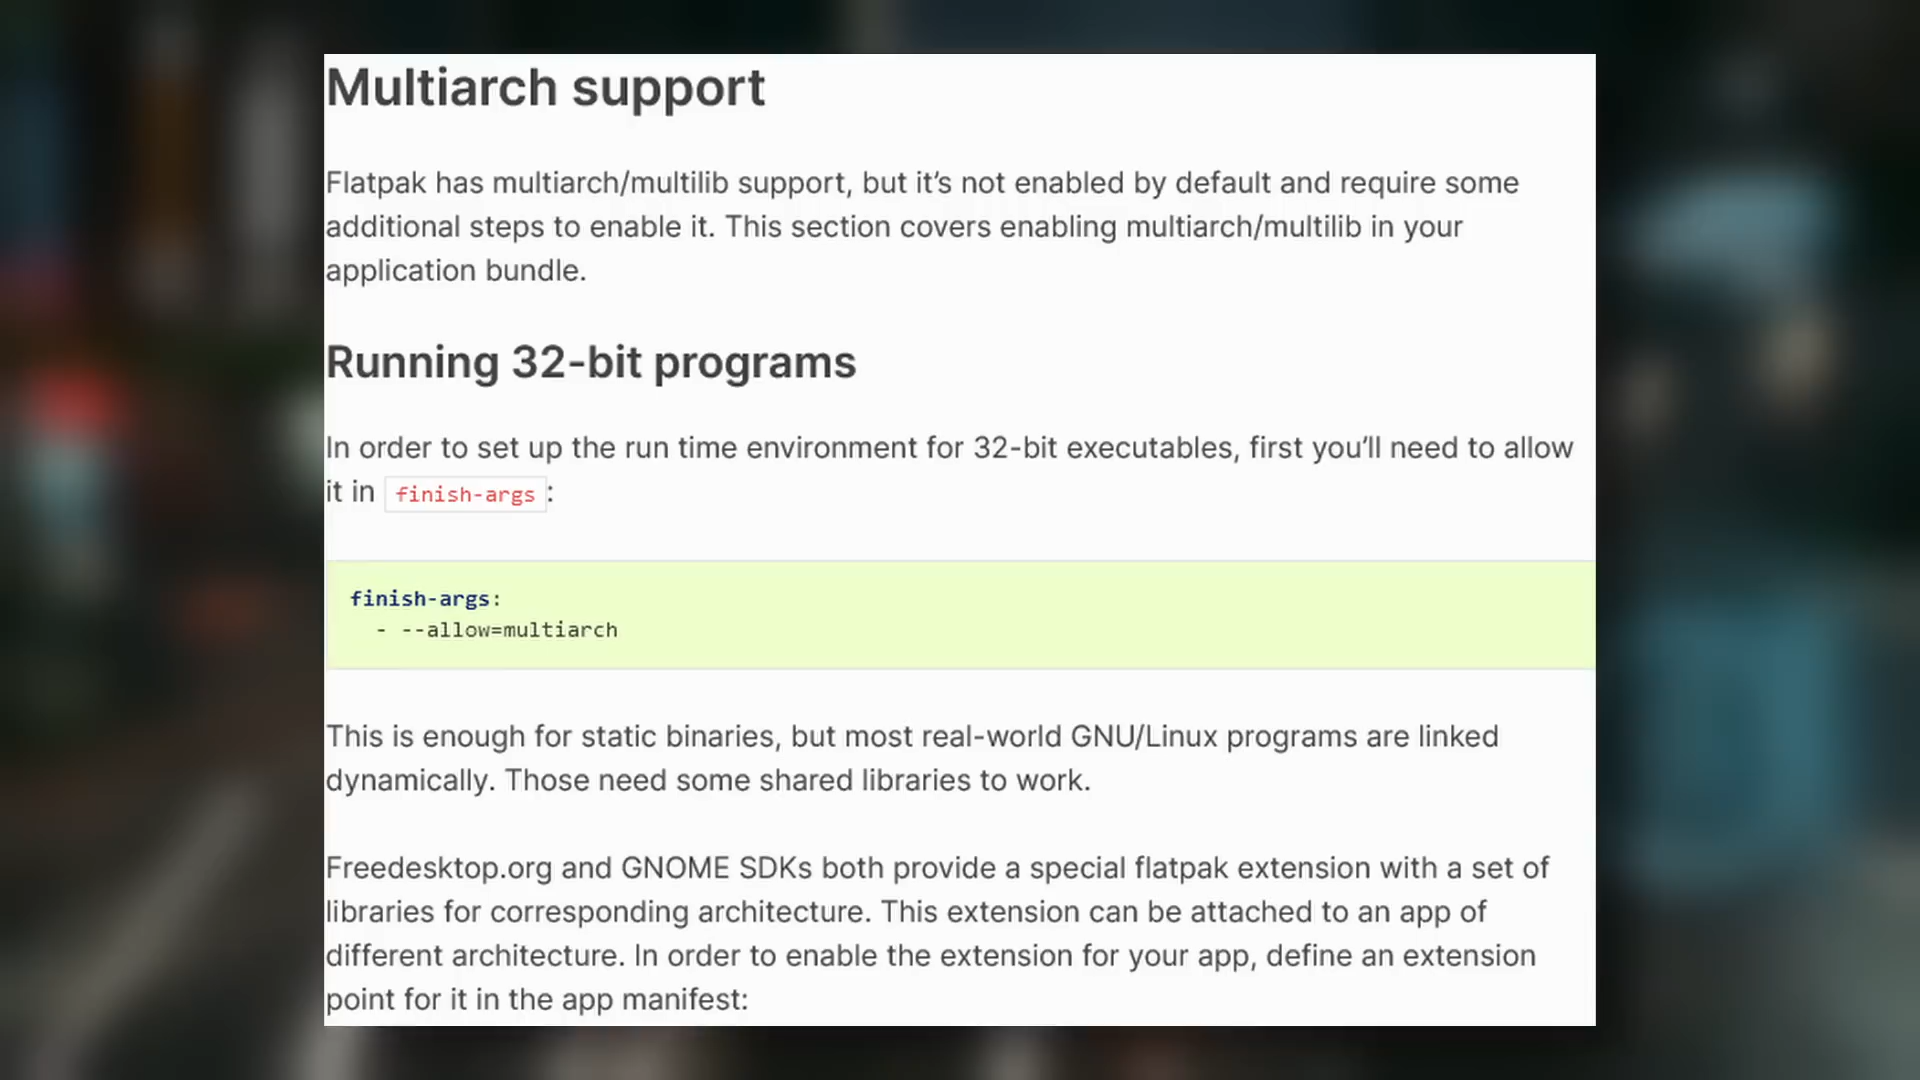 Multiarch support
Flatpak has multiarch/multilib support, but it’s not enabled by default and require some
additional steps to enable it. This section covers enabling multiarch/multilib in your
application bundle.
Running 32-bit programs
In order to set up the run time environment for 32-bit executables, first you’ll need to allow
it in finish-args:
finish-args:
  - --allow=multiarch
This is enough for static binaries, but most real-world GNU/Linux programs are linked
dynamically. Those need some shared libraries to work.
Freedesktop.org and GNOME SDKs both provide a special flatpak extension with a set of
libraries for corresponding architecture. This extension can be attached to an app of
different architecture. In order to enable the extension for your app, define an extension
point for it in the app manifest: